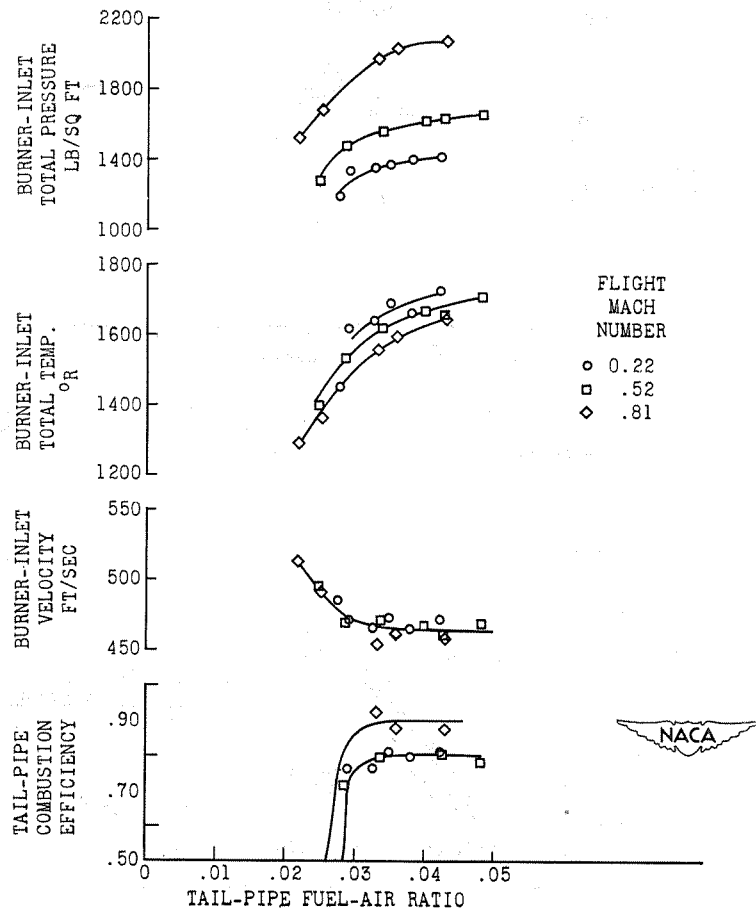 2200
1800
1400
1000
BURNER-INLET
TOTAL PRESSURE
LB/SQ FT
1800
1600
1400
1200
BURNER-INLET
TOTAL TEMP.
°R
FLIGHT
MACH
NUMBER
0.22
.52
.81
550
500
450
BURNER-INLET
VELOCITY
FT/SEC
.90
.70
.50
TAIL-PIPE
COMBUSTION
EFFICIENCY
NACA
0 .01 .02 .03 .04 .05
TAIL-PIPE FUEL-AIR RATIO